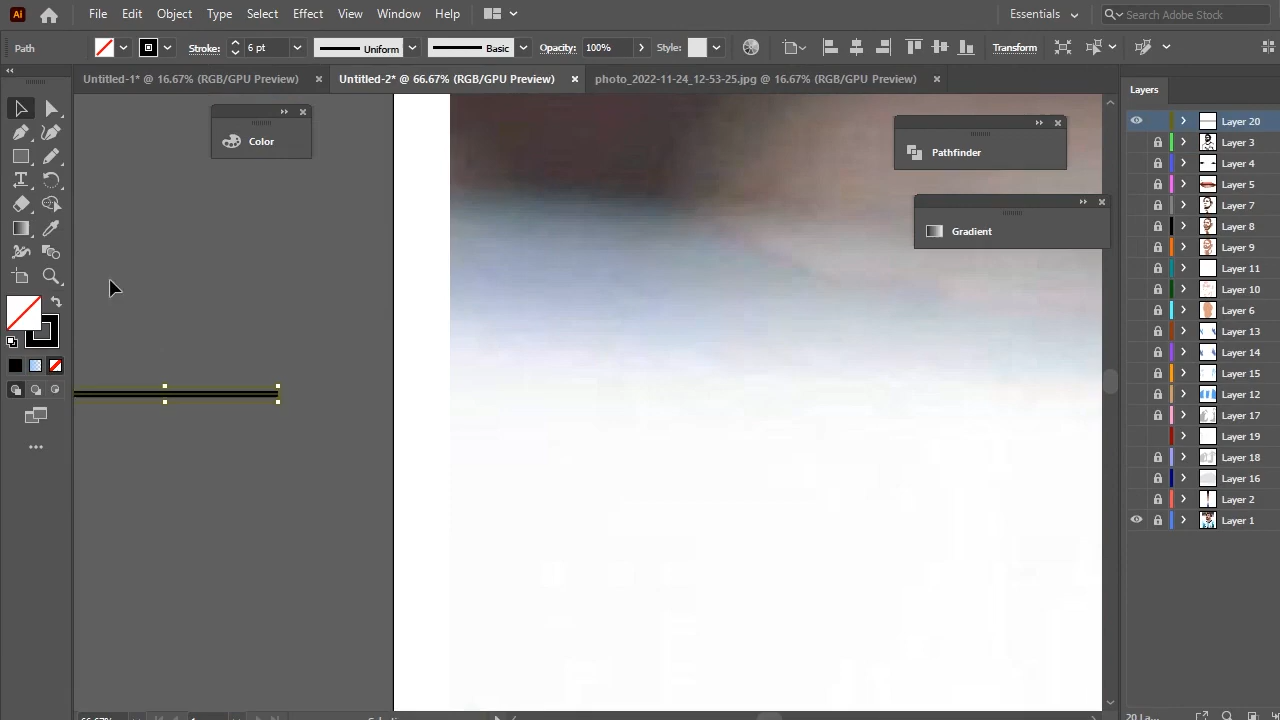 Ai File Edit Object Type Select Effect View Window Help Essentials Search Adobe Stock
Path Stroke: 6 pt Uniform Basic Opacity: 100% Style: Transform
Untitled-1* @ 16.67% (RGB/GPU Preview) Untitled-2* @ 66.67% (RGB/GPU Preview) photo_2022-11-24_12-53-25.jpg @ 16.67% (RGB/GPU Preview)
Layers
Color
Pathfinder
Gradient
Layer 20
Layer 3
Layer 4
Layer 5
Layer 7
Layer 8
Layer 9
Layer 11
Layer 10
Layer 6
Layer 13
Layer 14
Layer 15
Layer 12
Layer 17
Layer 19
Layer 18
Layer 16
Layer 2
Layer 1